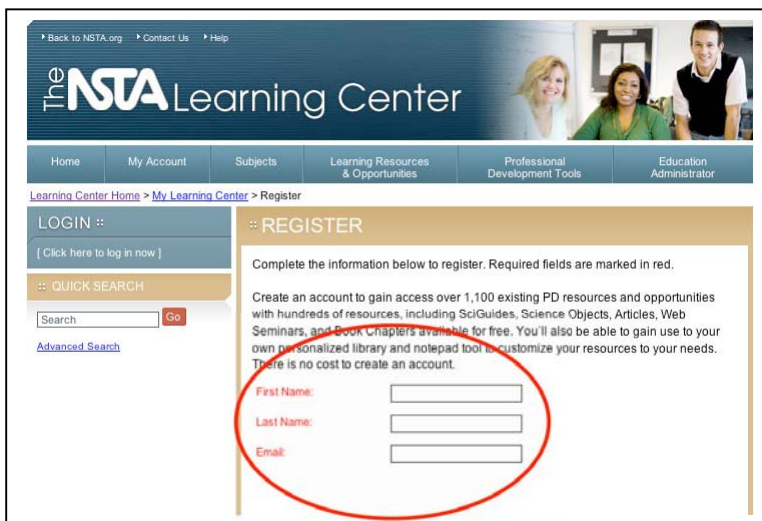 Back to NSTA.org Contact Us Help
The NSTA Learning Center
Home My Account Subjects Learning Resources & Opportunities Professional Development Tools Education Administrator
Learning Center Home > My Learning Center > Register
LOGIN ::
[ Click here to log in now ]
:: QUICK SEARCH
Search Go
Advanced Search
:: REGISTER
Complete the information below to register. Required fields are marked in red.
Create an account to gain access over 1,100 existing PD resources and opportunities
with hundreds of resources, including SciGuides, Science Objects, Articles, Web
Seminars, and Book Chapters available for free. You'll also be able to gain use to your
own personalized library and notepad tool to customize your resources to your needs.
There is no cost to create an account.
First Name:
Last Name:
Email: